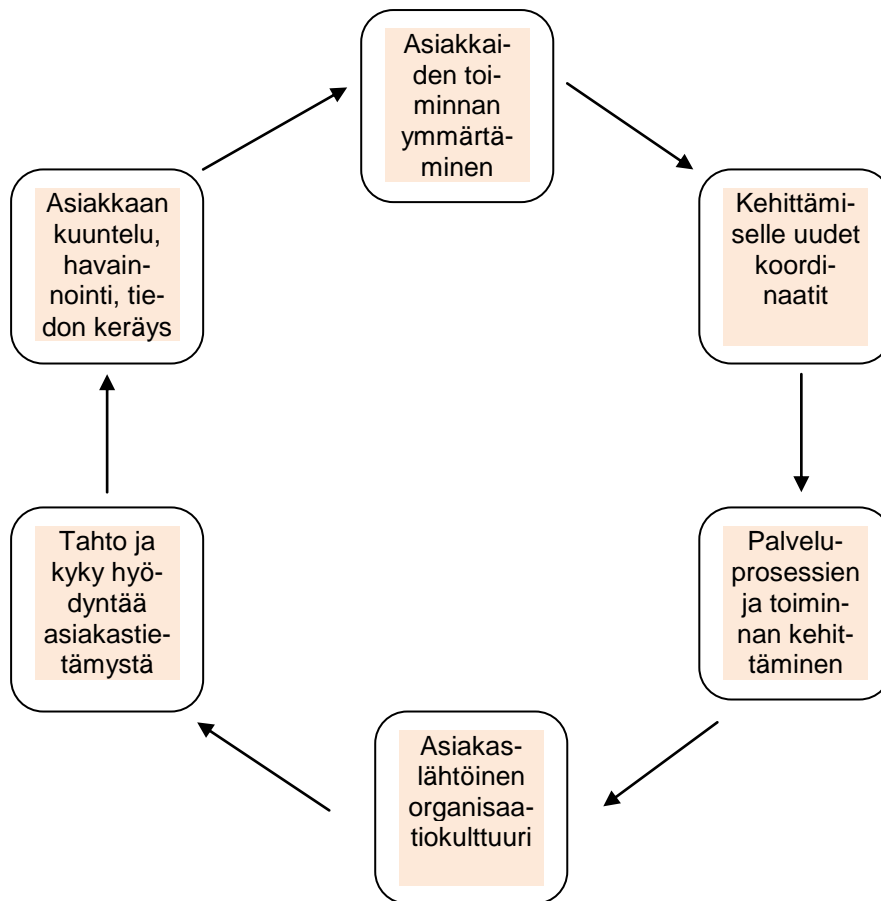 Asiakkai-
den toi-
minnan
ymmärtä-
minen
Kehittämi-
selle uudet
koordi-
naatit
Palvelu-
prosessien
ja toimin-
nan kehit-
täminen
Asiakas-
lähtöinen
organisaa-
tiokulttuuri
Tahto ja
kyky hyö-
dyntää
asiakastie-
tämystä
Asiakkaan
kuuntelu,
havain-
nointi, tie-
don keräys